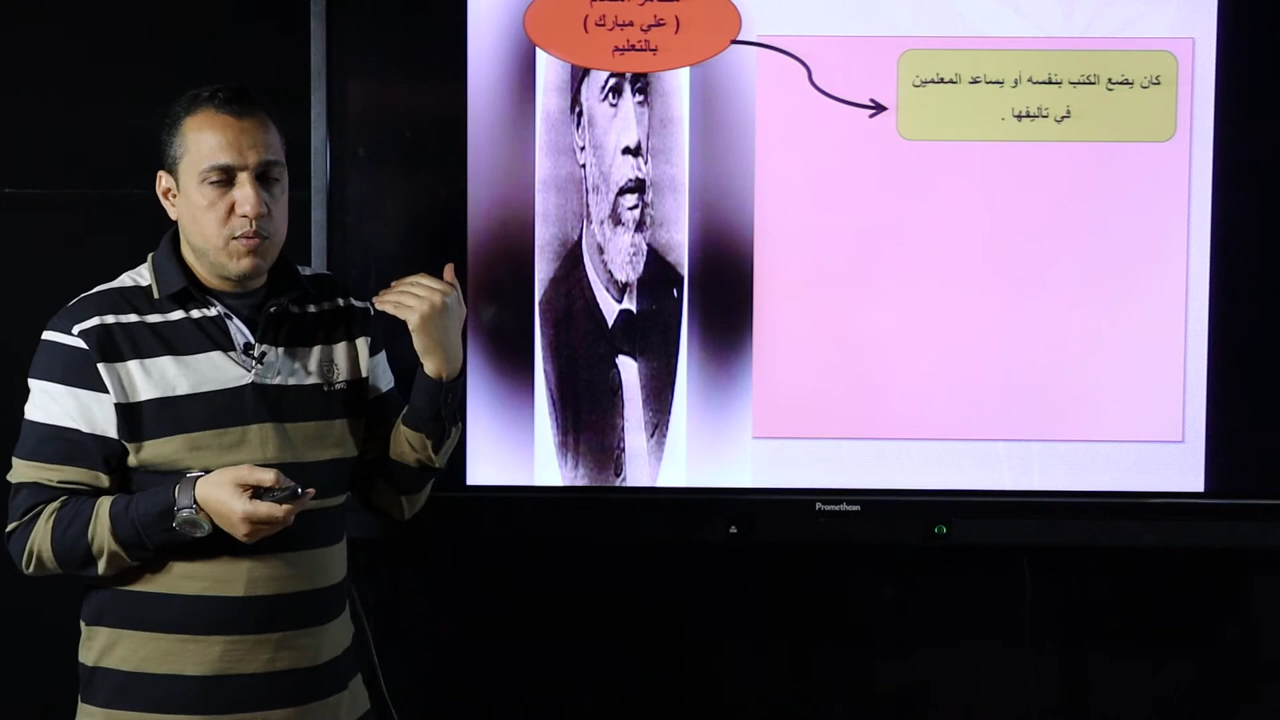 ( علي مبارك )
بالتعليم
كان يضع الكتب بنفسه أو يساعد المعلمين
في تأليفها .
Promethean